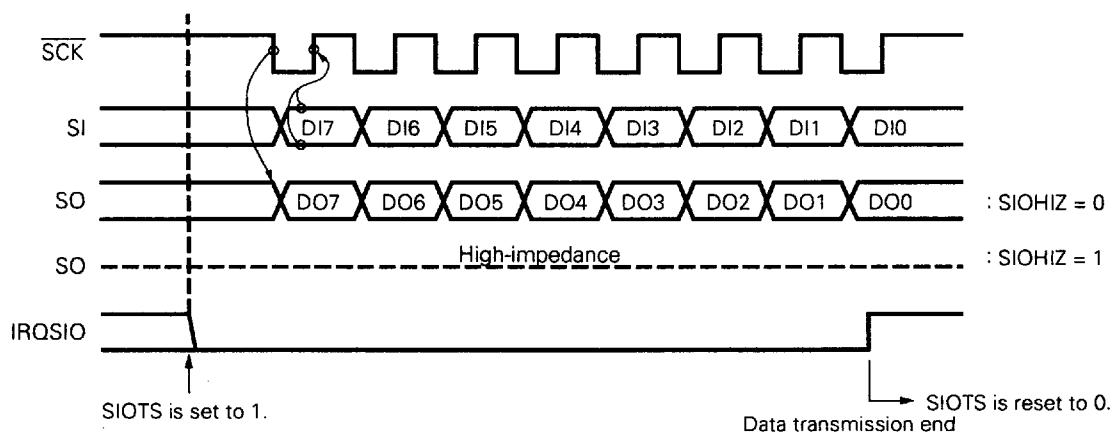 SCK
SI DI7 DI6 DI5 DI4 DI3 DI2 DI1 DI0
SO DO7 DO6 DO5 DO4 DO3 DO2 DO1 DO0 : SIOHIZ = 0
SO High-impedance : SIOHIZ = 1
IRQSIO
SIOTS is set to 1.
SIOTS is reset to 0.
Data transmission end